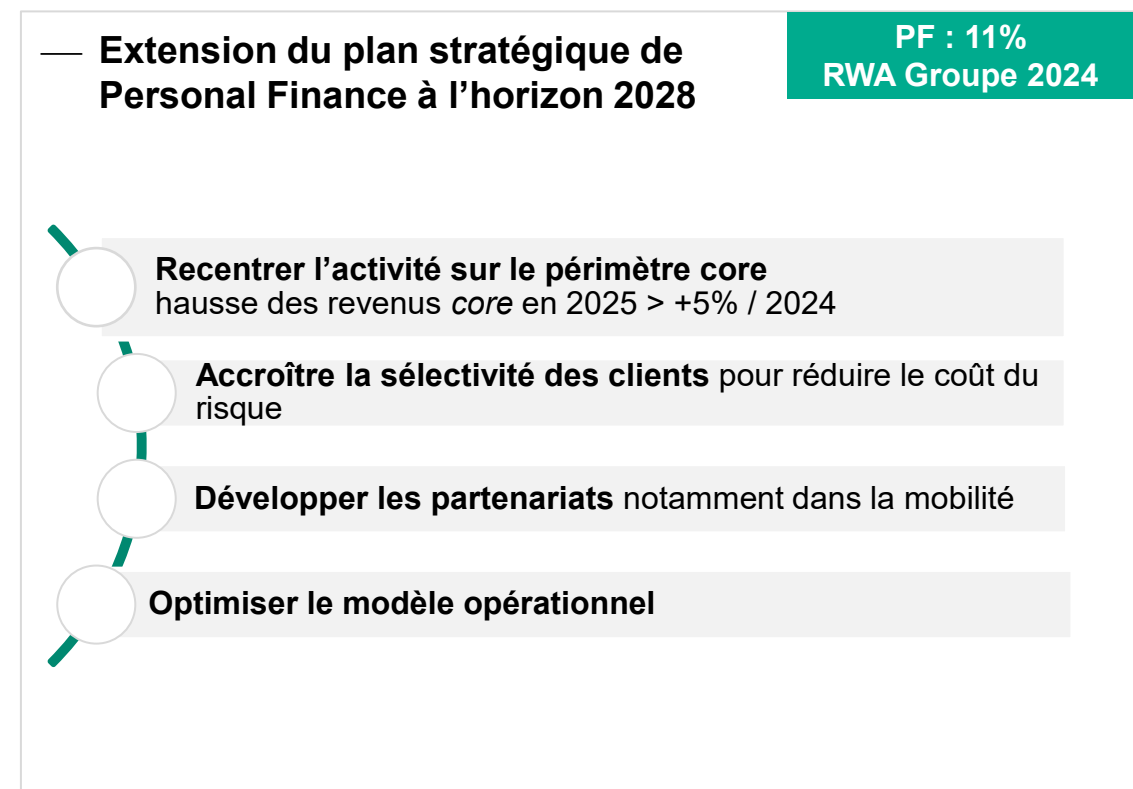 Extension du plan stratégique de
Personal Finance à l’horizon 2028
PF : 11%
RWA Groupe 2024
Recentrer l’activité sur le périmètre core
hausse des revenus core en 2025 > +5% / 2024
Accroître la sélectivité des clients pour réduire le coût du
risque
Développer les partenariats notamment dans la mobilité
Optimiser le modèle opérationnel